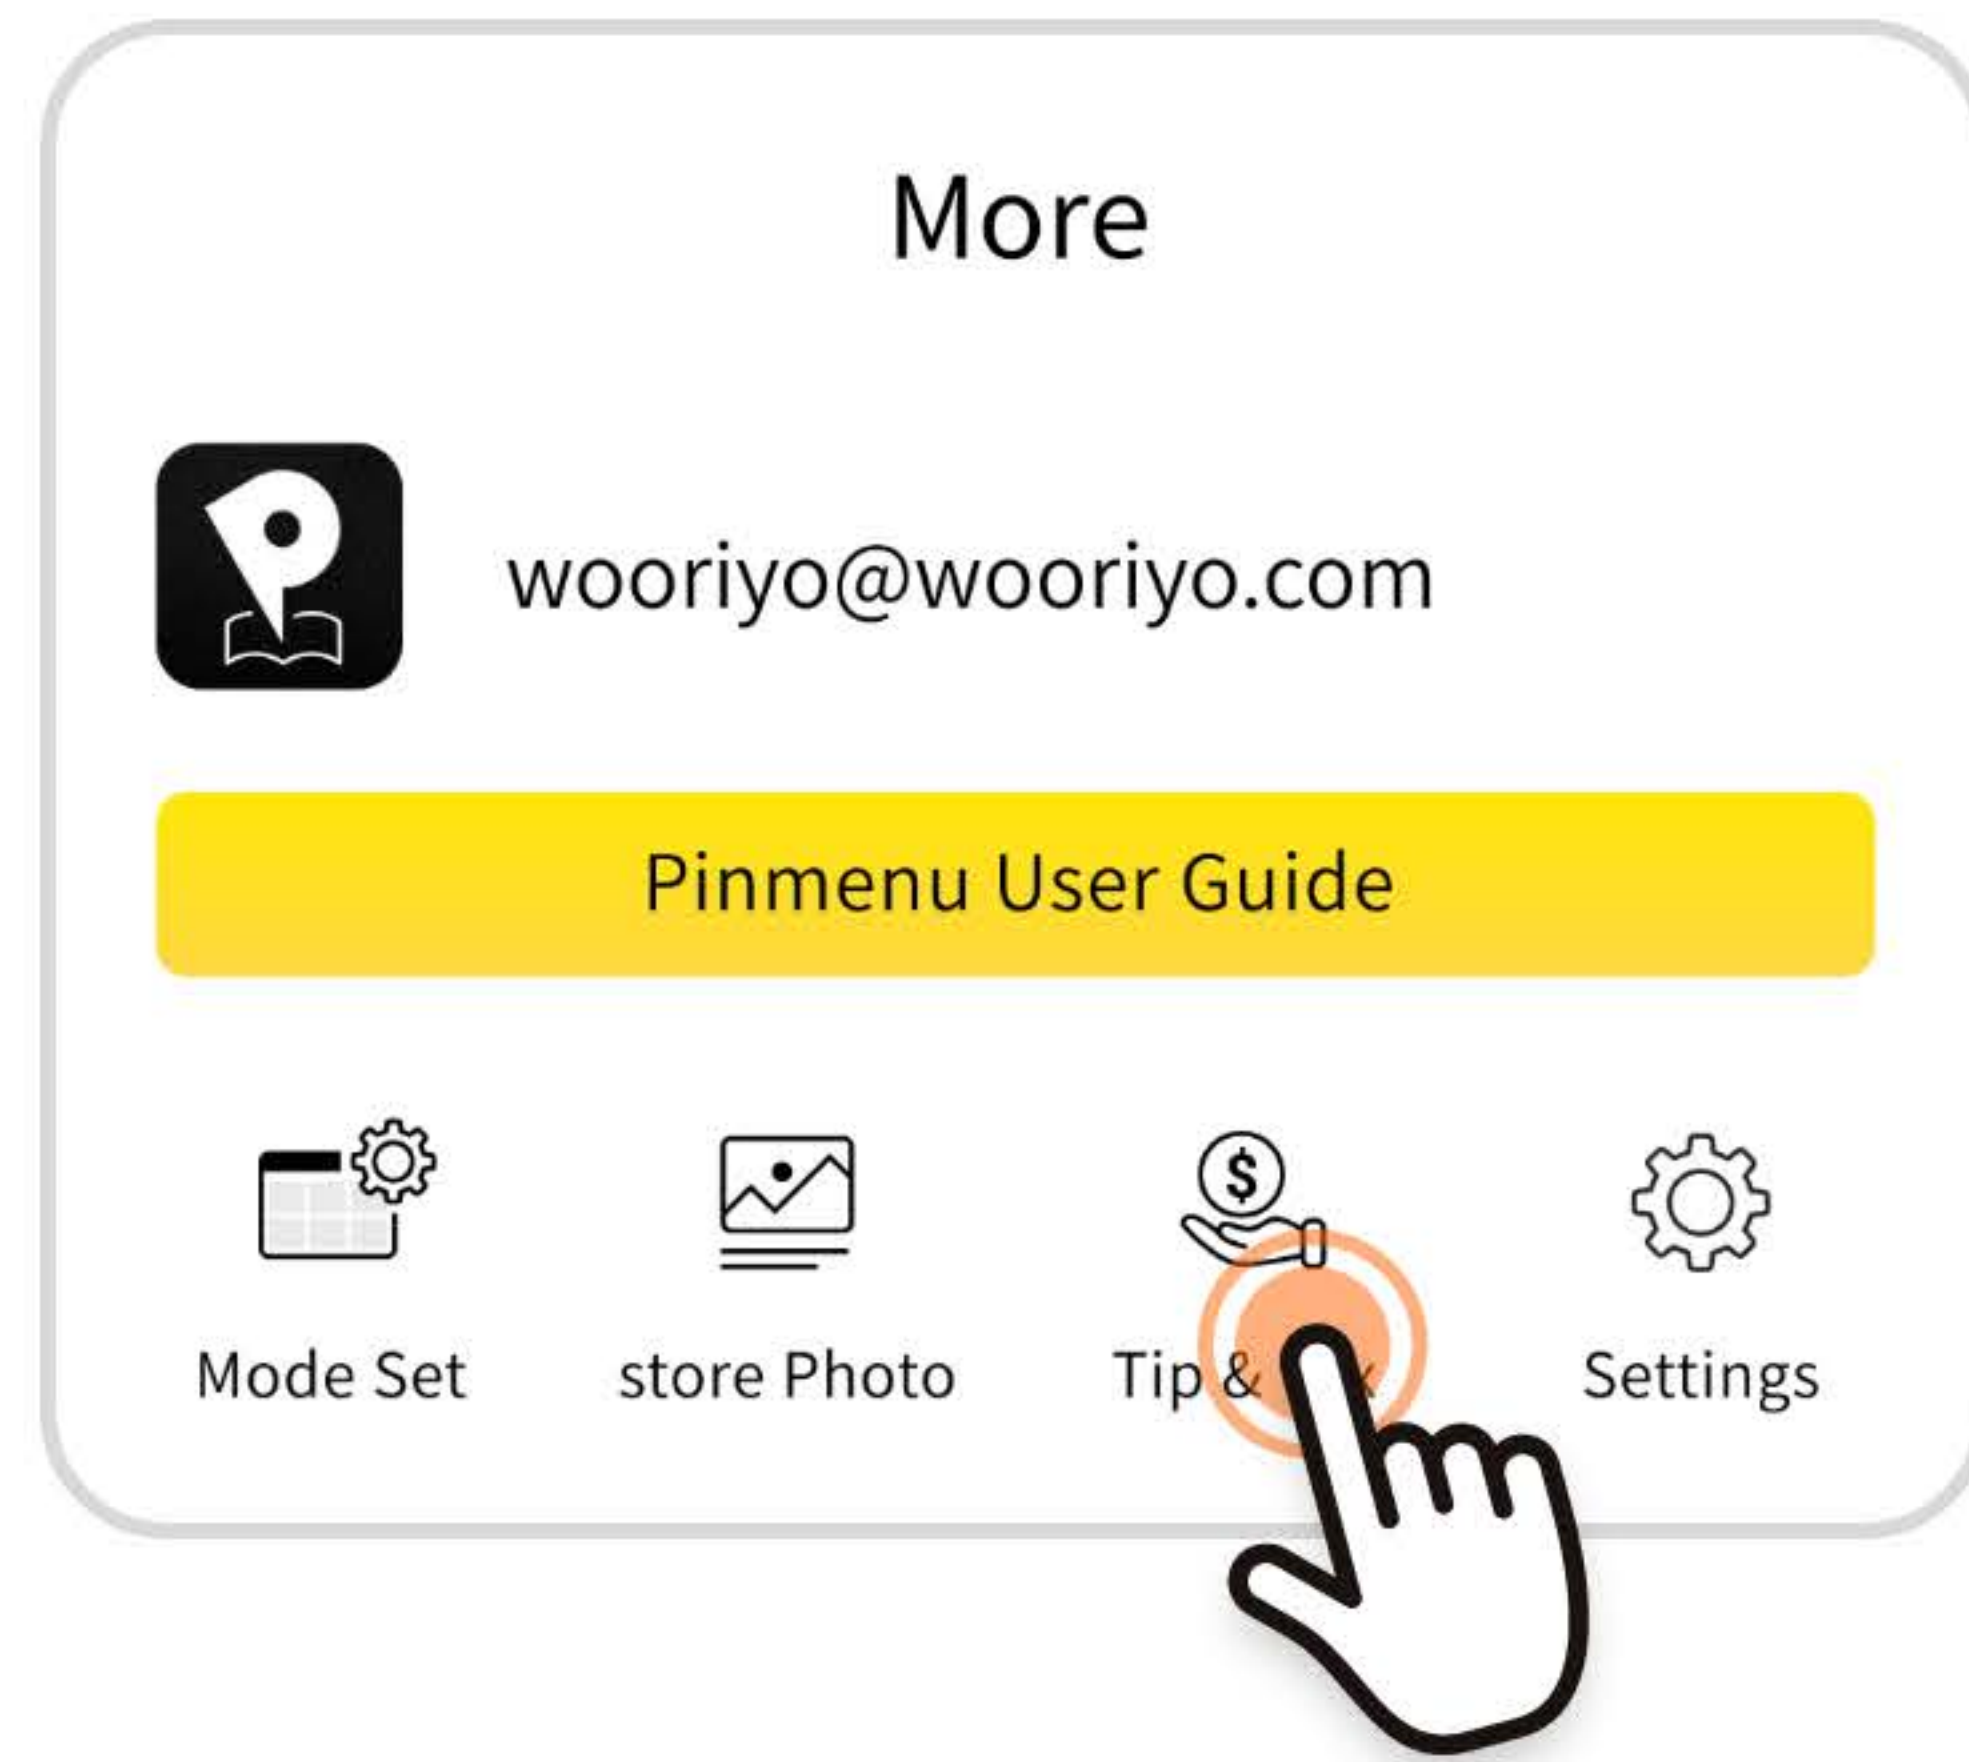 More
wooriyo@wooriyo.com
Pinmenu User Guide
Mode Set
store Photo
Tip &
Settings